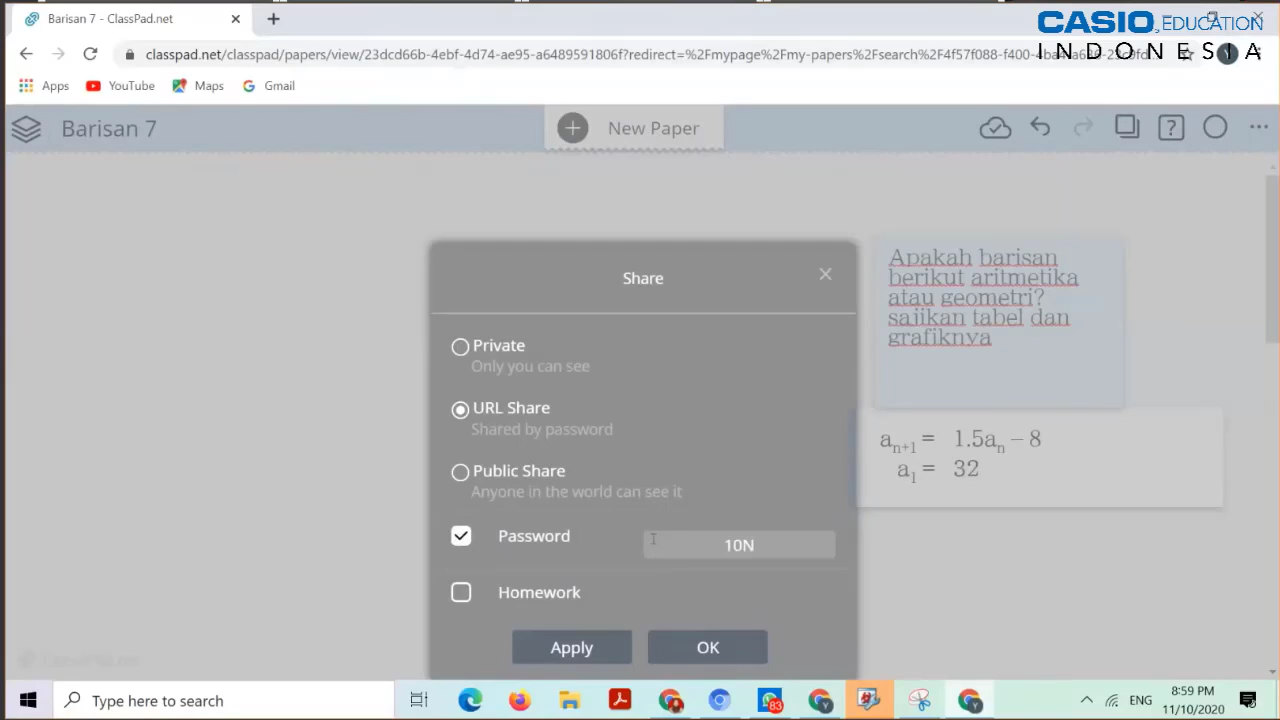 Barisan 7 - ClassPad.net
CASIO EDUCATION
INDONESIA
classpad.net/classpad/papers/view/23dcd66b-4ebf-4d74-ae95-a6489591806f?redirect=%2Fmypage%2Fmy-papers%2Fsearch%2F4f57f088-f400-
Apps
YouTube
Maps
Gmail
Barisan 7
New Paper
Share
Private
Only you can see
URL Share
Shared by password
Public Share
Anyone in the world can see it
Password
10N
Homework
Apply
OK
Apakah barisan
berikut aritmetika
atau geometri?
sajikan tabel dan
grafiknya
aₙ₊₁ = 1.5aₙ – 8
a₁ = 32
Type here to search
83
ENG
8:59 PM
11/10/2020